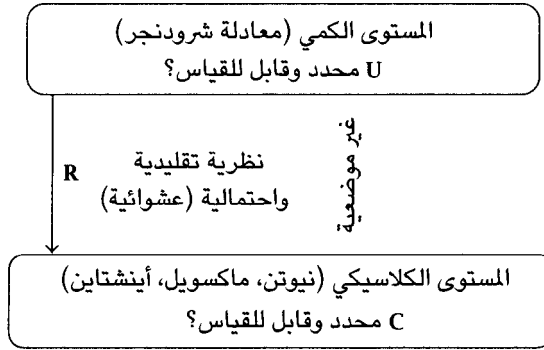 المستوى الكمي (معادلة شرودنجر)
U محدد وقابل للقياس؟
R
نظرية تقليدية
واحتمالية (عشوائية)
غير موضعية
المستوى الكلاسيكي (نيوتن، ماكسويل، أينشتاين)
C محدد وقابل للقياس؟